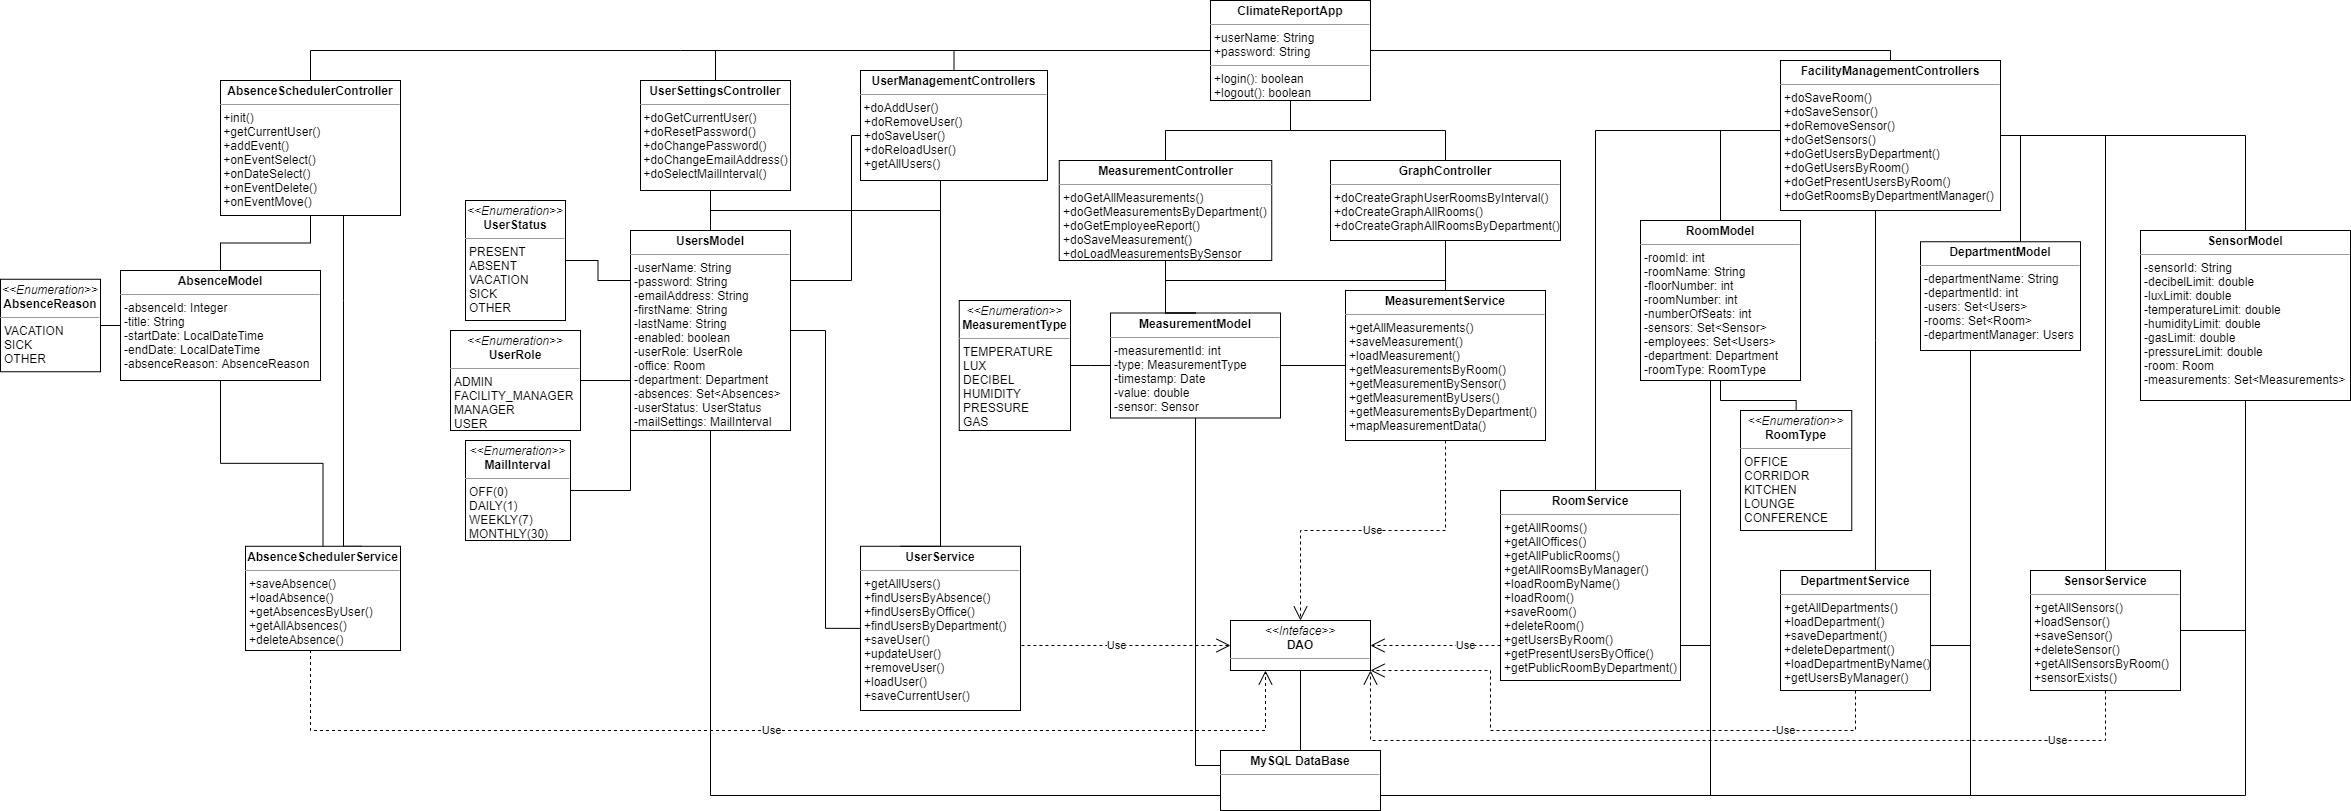 ClimateReportApp
+userName: String
+password: String
+login(): boolean
+logout(): boolean
AbsenceSchedulerController
+init()
+getCurrentUser()
+addEvent()
+onEventSelect()
+onDateSelect()
+onEventDelete()
+onEventMove()
UserSettingsController
+doGetCurrentUser()
+doResetPassword()
+doChangePassword()
+doChangeEmailAddress()
+doSelectMailInterval()
UserManagementControllers
+doAddUser()
+doRemoveUser()
+doSaveUser()
+doReloadUser()
+getAllUsers()
MeasurementController
+doGetAllMeasurements()
+doGetMeasurementsByDepartment()
+doGetEmployeeReport()
+doSaveMeasurement()
+doLoadMeasurementsBySensor
GraphController
+doCreateGraphUserRoomsByInterval()
+doCreateGraphAllRooms()
+doCreateGraphAllRoomsByDepartment()
FacilityManagementControllers
+doSaveRoom()
+doSaveSensor()
+doRemoveSensor()
+doGetSensors()
+doGetUsersByDepartment()
+doGetUsersByRoom()
+doGetPresentUsersByRoom()
+doGetRoomsByDepartmentManager()
<<Enumeration>>
AbsenceReason
VACATION
SICK
OTHER
AbsenceModel
-absenceId: Integer
-title: String
-startDate: LocalDateTime
-endDate: LocalDateTime
-absenceReason: AbsenceReason
<<Enumeration>>
UserStatus
PRESENT
ABSENT
VACATION
SICK
OTHER
<<Enumeration>>
UserRole
ADMIN
FACILITY_MANAGER
MANAGER
USER
<<Enumeration>>
MailInterval
OFF(0)
DAILY(1)
WEEKLY(7)
MONTHLY(30)
UsersModel
-userName: String
-password: String
-emailAddress: String
-firstName: String
-lastName: String
-enabled: boolean
-userRole: UserRole
-office: Room
-department: Department
-absences: Set<Absences>
-userStatus: UserStatus
-mailSettings: MailInterval
<<Enumeration>>
MeasurementType
TEMPERATURE
LUX
DECIBEL
HUMIDITY
PRESSURE
GAS
MeasurementModel
-measurementId: int
-type: MeasurementType
-timestamp: Date
-value: double
-sensor: Sensor
MeasurementService
+getAllMeasurements()
+saveMeasurement()
+loadMeasurement()
+getMeasurementsByRoom()
+getMeasurementBySensor()
+getMeasurementByUsers()
+getMeasurementsByDepartment()
+mapMeasurementData()
RoomModel
-roomId: int
-roomName: String
-floorNumber: int
-roomNumber: int
-numberOfSeats: int
-sensors: Set<Sensor>
-employees: Set<Users>
-department: Department
-roomType: RoomType
<<Enumeration>>
RoomType
OFFICE
CORRIDOR
KITCHEN
LOUNGE
CONFERENCE
DepartmentModel
-departmentName: String
-departmentId: int
-users: Set<Users>
-rooms: Set<Room>
-departmentManager: Users
SensorModel
-sensorId: String
-decibelLimit: double
-luxLimit: double
-temperatureLimit: double
-humidityLimit: double
-gasLimit: double
-pressureLimit: double
-room: Room
-measurements: Set<Measurements>
AbsenceSchedulerService
+saveAbsence()
+loadAbsence()
+getAbsencesByUser()
+getAllAbsences()
+deleteAbsence()
UserService
+getAllUsers()
+findUsersByAbsence()
+findUsersByOffice()
+findUsersByDepartment()
+saveUser()
+updateUser()
+removeUser()
+loadUser()
+saveCurrentUser()
RoomService
+getAllRooms()
+getAllOffices()
+getAllPublicRooms()
+getAllRoomsByManager()
+loadRoomByName()
+loadRoom()
+saveRoom()
+deleteRoom()
+getUsersByRoom()
+getPresentUsersByOffice()
+getPublicRoomByDepartment()
DepartmentService
+getAllDepartments()
+loadDepartment()
+saveDepartment()
+deleteDepartment()
+loadDepartmentByName()
+getUsersByManager()
SensorService
+getAllSensors()
+loadSensor()
+saveSensor()
+deleteSensor()
+getAllSensorsByRoom()
+sensorExists()
Use
<<Inteface>>
DAO
Use
Use
Use
Use
Use
MySQL DataBase